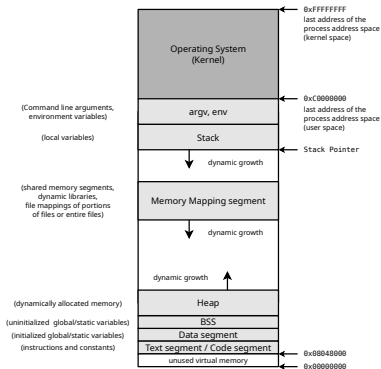 0xFFFFFFFF
last address of the
process address space
(kernel space)
Operating System
(Kernel)
0xC0000000
last address of the
process address space
(user space)
(Command line arguments,
environment variables)
argv, env
(local variables)
Stack
Stack Pointer
dynamic growth
(shared memory segments,
dynamic libraries,
file mappings of portions
of files or entire files)
Memory Mapping segment
dynamic growth
dynamic growth
(dynamically allocated memory)
Heap
(uninitialized global/static variables)
BSS
(initialized global/static variables)
Data segment
(instructions and constants)
Text segment / Code segment
0x08048000
unused virtual memory
0x00000000